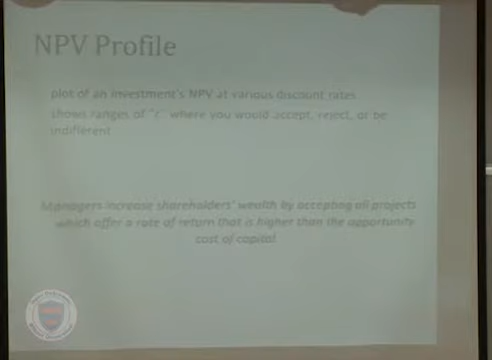 NPV Profile
plot of an investment's NPV at various discount rates
shows ranges of "r" where you would accept, reject, or be
indifferent
Managers increase shareholders' wealth by accepting all projects
which offer a rate of return that is higher than the opportunity
cost of capital